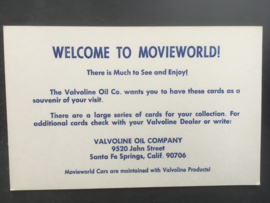 WELCOME TO MOVIEWORLD!
There is Much to See and Enjoy!
The Valvoline Oil Co. wants you to have these cards as a
souvenir of your visit.
There are a large series of cards for your collection. For
additional cards check with your Valvoline Dealer or write:
VALVOLINE OIL COMPANY
9520 John Street
Santa Fe Springs, Calif. 90706
Movieworld Cars are maintained with Valvoline Products!